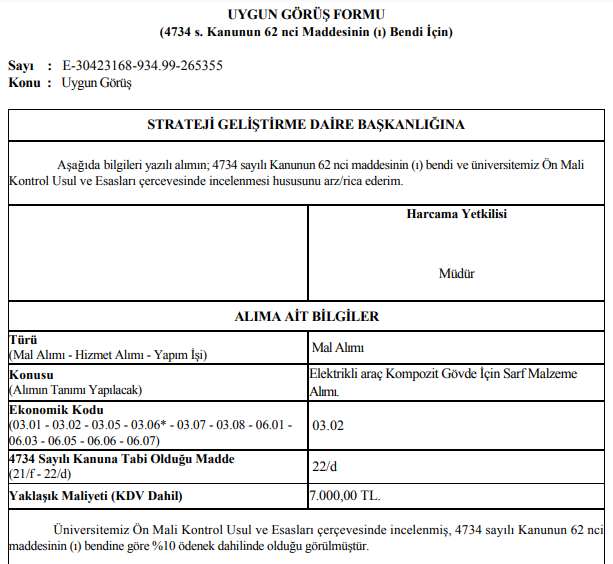 UYGUN GÖRÜŞ FORMU
(4734 s. Kanunun 62 nci Maddesinin (ı) Bendi İçin)
Sayı : E-30423168-934.99-265355
Konu : Uygun Görüş
STRATEJİ GELİŞTİRME DAİRE BAŞKANLIĞINA
Aşağıda bilgileri yazılı alımın; 4734 sayılı Kanunun 62 nci maddesinin (ı) bendi ve üniversitemiz Ön Mali
Kontrol Usul ve Esasları çercevesinde incelenmesi hususunu arz/rica ederim.
Harcama Yetkilisi
Müdür
ALIMA AİT BİLGİLER
Türü
(Mal Alımı - Hizmet Alımı - Yapım İşi)
Mal Alımı
Konusu
(Alımın Tanımı Yapılacak)
Elektrikli araç Kompozit Gövde İçin Sarf Malzeme
Alımı.
Ekonomik Kodu
(03.01 - 03.02 - 03.05 - 03.06* - 03.07 - 03.08 - 06.01 -
06.03 - 06.05 - 06.06 - 06.07)
03.02
4734 Sayılı Kanuna Tabi Olduğu Madde
(21/f - 22/d)
22/d
Yaklaşık Maliyeti (KDV Dahil)
7.000,00 TL.
Üniversitemiz Ön Mali Kontrol Usul ve Esasları çerçevesinde incelenmiş, 4734 sayılı Kanunun 62 nci
maddesinin (ı) bendine göre %10 ödenek dahilinde olduğu görülmüştür.